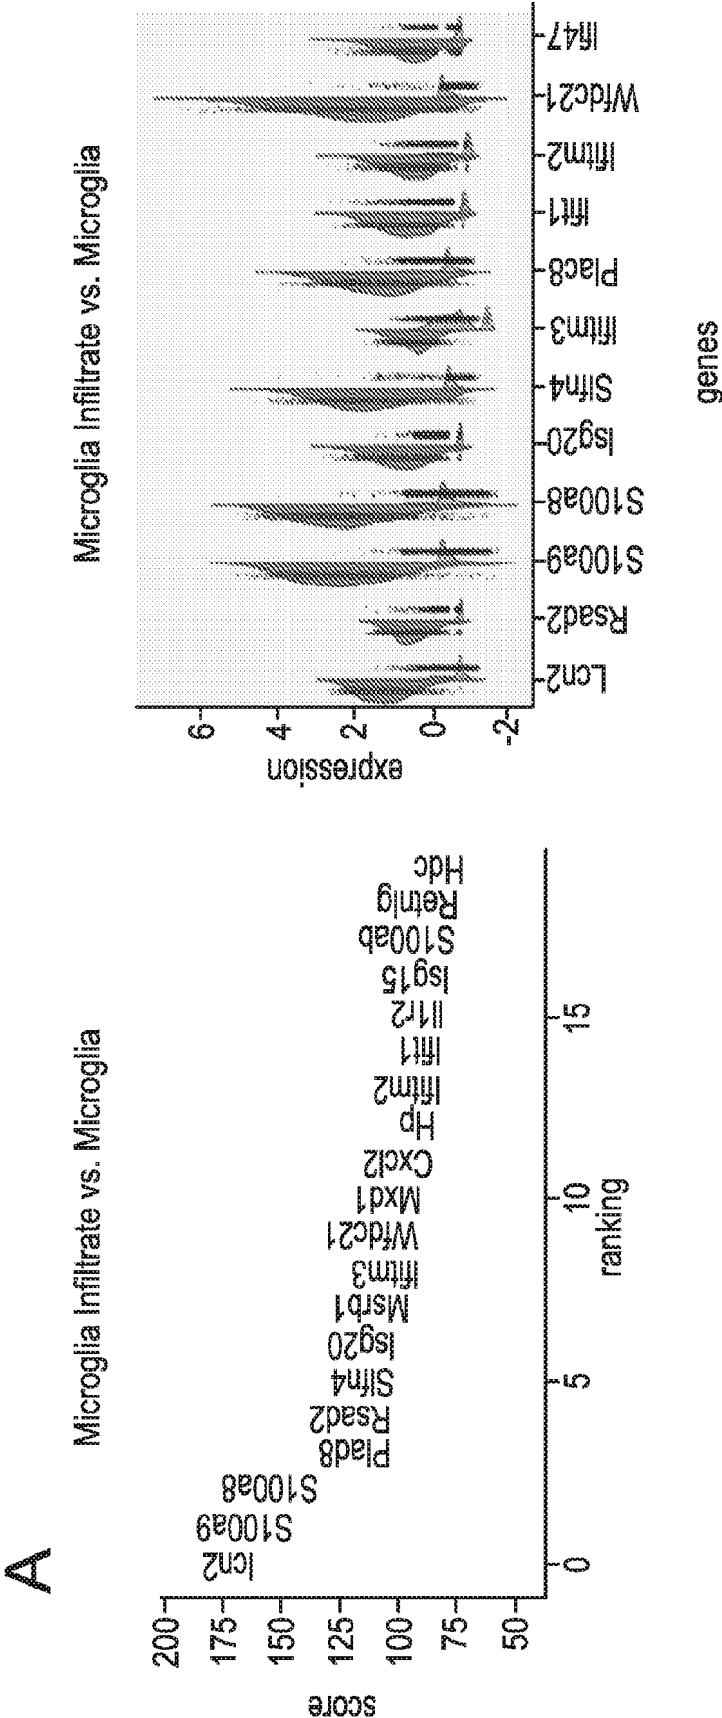 A
Microglia Infiltrate vs. Microglia
score
200
175
150
125
100
75
50
lcn2
S100a9
S100a8
Plad8
Rsad2
Slfn4
Isg20
Msrb1
Ifitm3
Wfdc21
Mxd1
Cxcl2
Hp
Ifitm2
Ifit1
Il1r2
Isg15
S100ab
Retnlg
Hdc
0
5
10
15
ranking
Microglia Infiltrate vs. Microglia
expression
6
4
2
0
-2
Lcn2
Rsad2
S100a9
S100a8
Isg20
Slfn4
Ifitm3
Plac8
Ifit1
Ifitm2
Wfdc21
Ifi47
genes